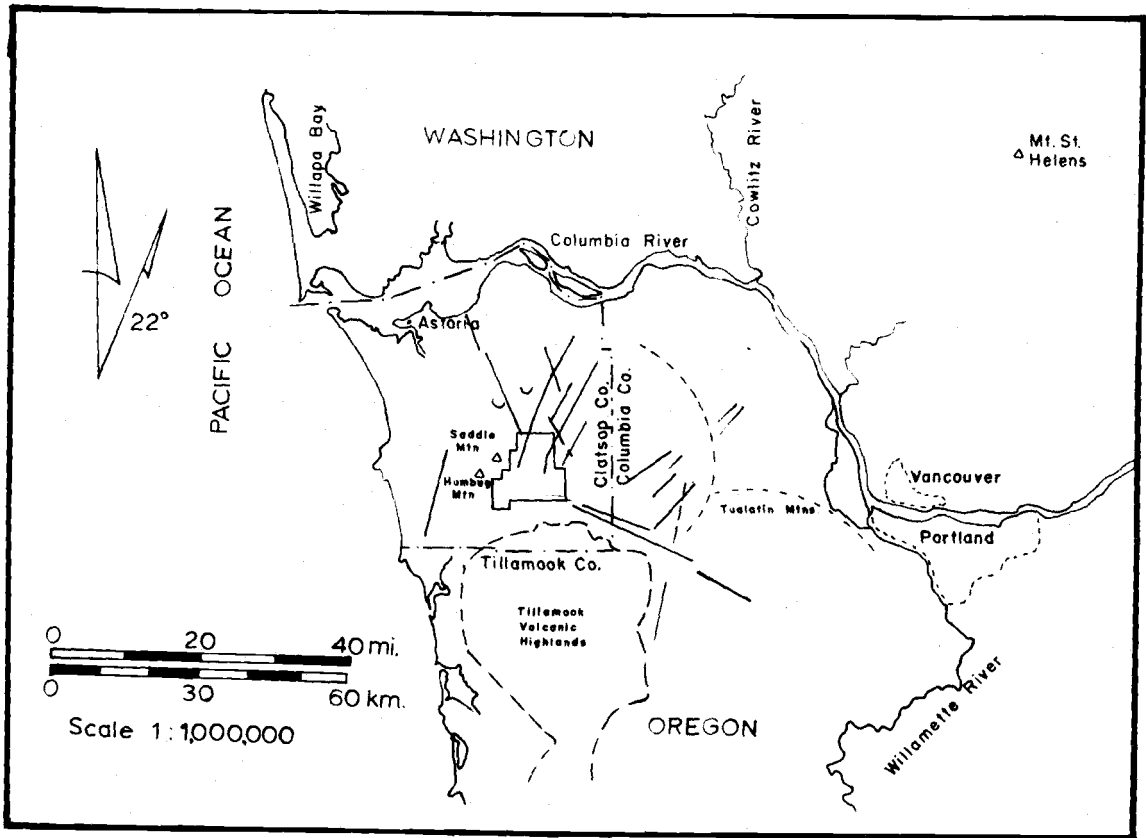 WASHINGTON
Willapa Bay
Cowlitz River
Mt. St.
Helens
Columbia River
PACIFIC OCEAN
22°
Astoria
Clatsop Co.
Columbia Co.
Saddle
Mtn
Humbug
Mtn
Vancouver
Tualatin Mtns
Portland
Tillamook Co.
Tillamook
Volcanic
Highlands
0 20 40 mi.
0 30 60 km.
Scale 1:1,000,000
OREGON
Willamette River